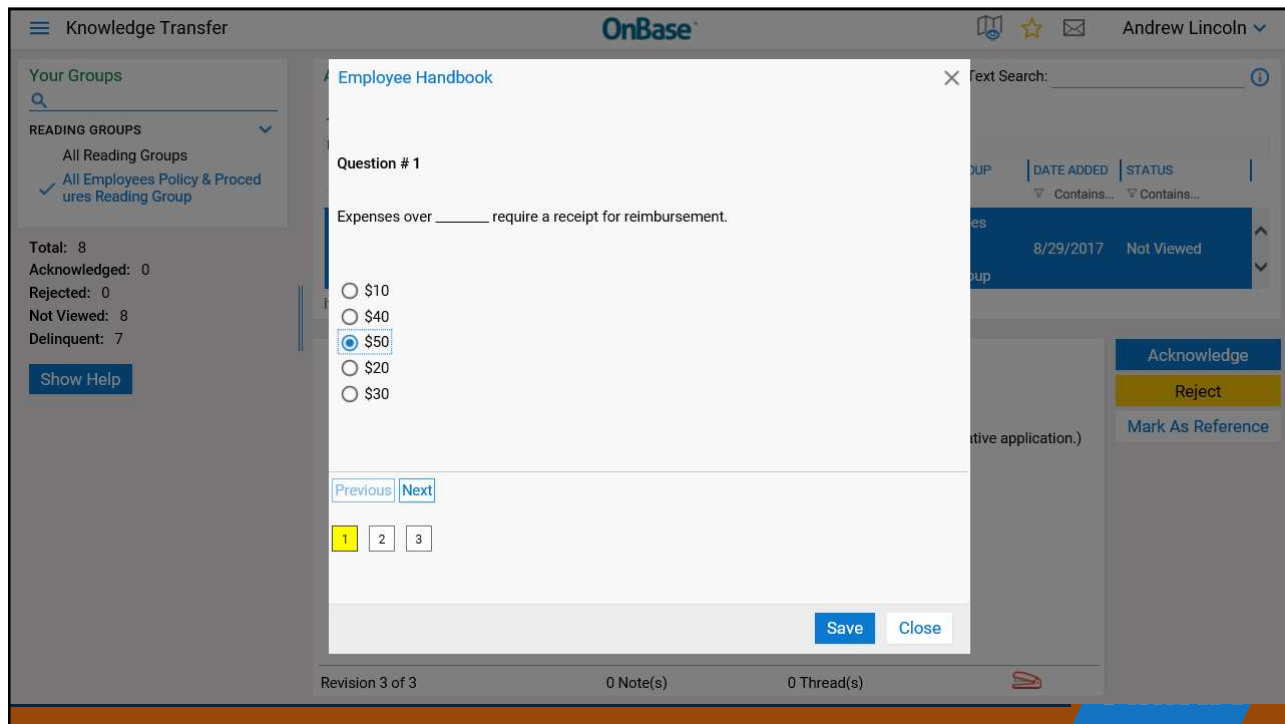 Knowledge Transfer
OnBase
Andrew Lincoln
Your Groups
READING GROUPS
All Reading Groups
All Employees Policy & Proced
ures Reading Group
Total: 8
Acknowledged: 0
Rejected: 0
Not Viewed: 8
Delinquent: 7
Show Help
Employee Handbook
Question # 1
Expenses over _______ require a receipt for reimbursement.
$10
$40
$50
$20
$30
Previous Next
1 2 3
Save Close
Text Search:
OUP DATE ADDED STATUS
Contains... Contains...
es
8/29/2017 Not Viewed
oup
Acknowledge
Reject
Mark As Reference
ative application.)
Revision 3 of 3 0 Note(s) 0 Thread(s)